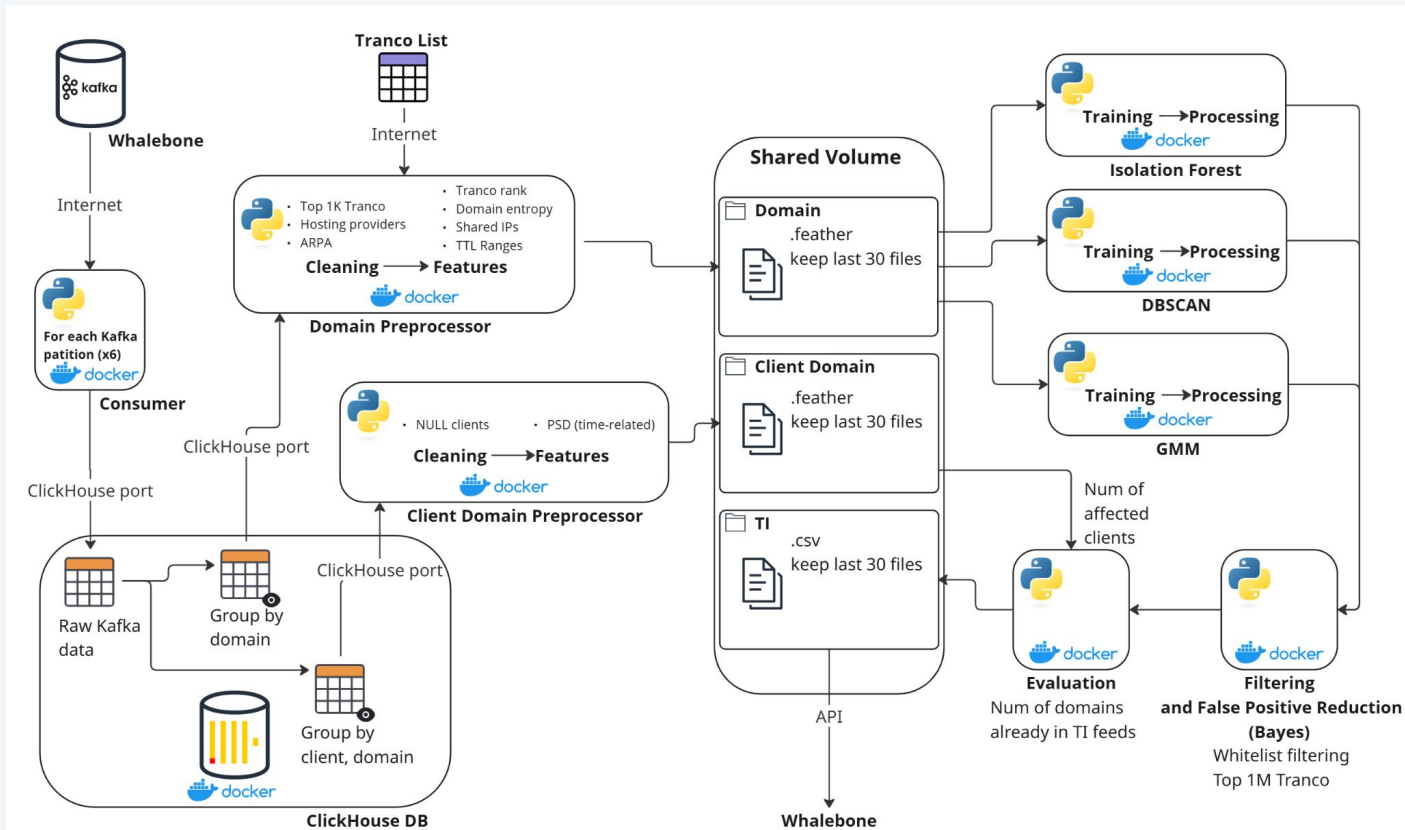 kafka
Whalebone
Internet
For each Kafka
patition (x6)
docker
Consumer
ClickHouse port
Tranco List
Internet
• Top 1K Tranco
• Hosting providers
• ARPA
• Tranco rank
• Domain entropy
• Shared IPs
• TTL Ranges
Cleaning
Features
docker
Domain Preprocessor
ClickHouse port
• NULL clients
• PSD (time-related)
Cleaning
Features
docker
Client Domain Preprocessor
ClickHouse port
Raw Kafka
data
Group by
domain
Group by
client, domain
docker
ClickHouse DB
Shared Volume
Domain
.feather
keep last 30 files
Client Domain
.feather
keep last 30 files
TI
.csv
keep last 30 files
API
Whalebone
Training
Processing
docker
Isolation Forest
Training
Processing
docker
DBSCAN
Training
Processing
docker
GMM
Num of
affected
clients
docker
Evaluation
Num of domains
already in TI feeds
docker
Filtering
and False Positive Reduction
(Bayes)
Whitelist filtering
Top 1M Tranco